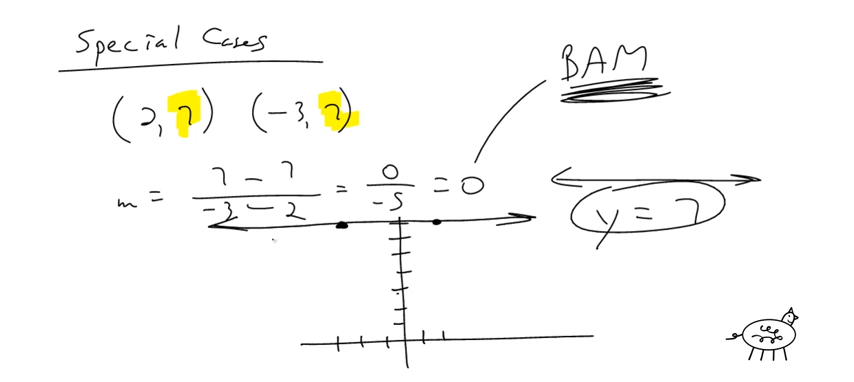 Special Cases
(2, 7) (-3, 7)
BAM
m = 7 - 7 / -3 - 2 = 0 / -5 = 0
y = 7